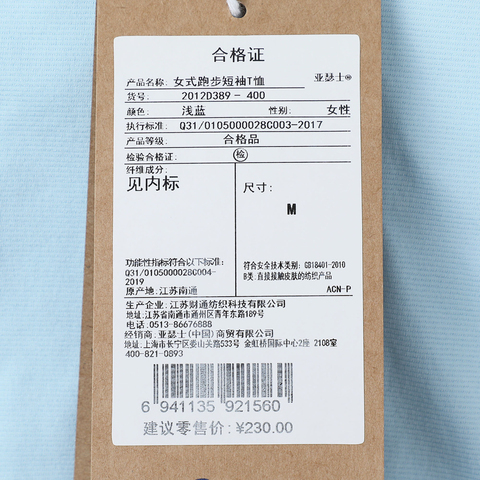 合格证
产品名称: 女式跑步短袖T恤 亚瑟士®
货号: 2012D389 - 400
颜色: 浅蓝 性别: 女性
执行标准: Q31/0105000028C003-2017
产品等级: 合格品
检验合格证: 检
纤维成分:
见内标
尺寸:
M
功能性指标符合以下标准:
Q31/0105000028C004-
2019
原产地: 江苏南通
符合安全技术类别: GB18401-2010
B类:直接接触皮肤的纺织产品
ACN-P
生产企业: 江苏财通纺织科技有限公司
地址:江苏省南通市通州区青年东路189号
电话: 0513-86676888
经销商: 亚瑟士(中国)商贸有限公司
地址: 上海市长宁区娄山关路533号 金虹桥国际中心2座 2108室
400-821-0893
6 941135 921560
建议零售价: ¥230.00